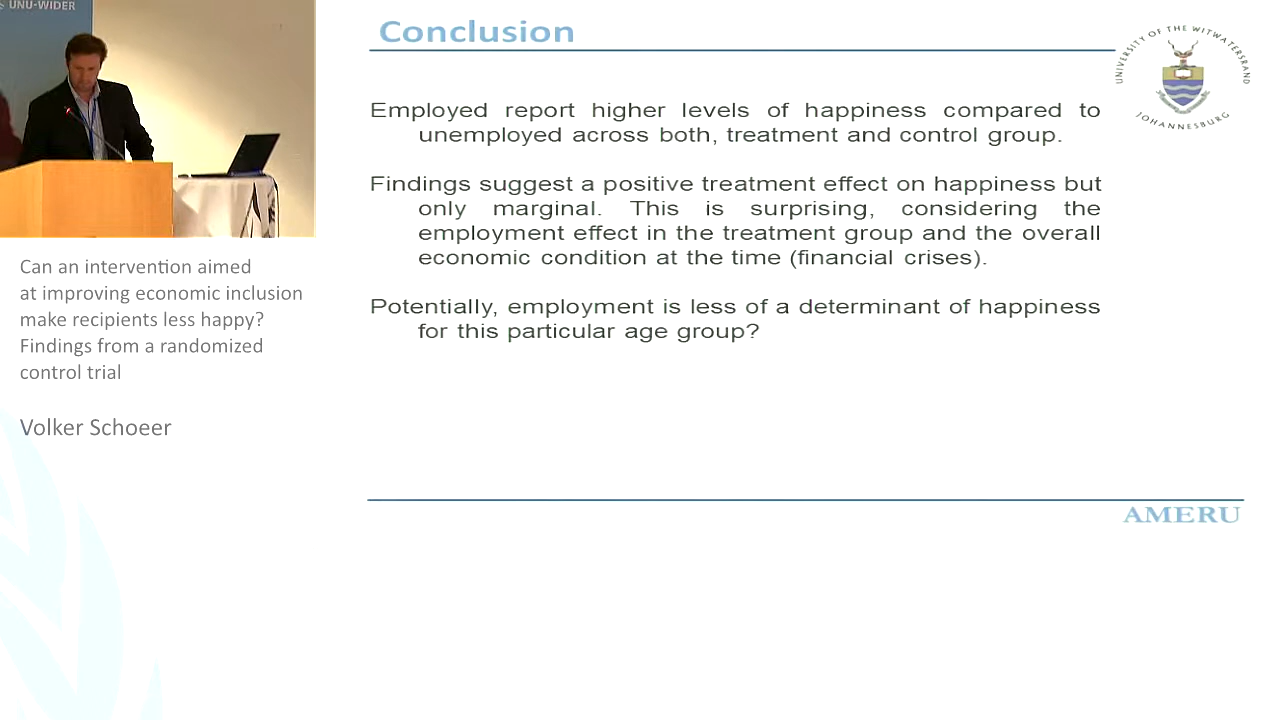 UNU-WIDER
Conclusion
UNIVERSITY OF THE WITWATERSRAND
JOHANNESBURG
Employed report higher levels of happiness compared to
unemployed across both, treatment and control group.
Findings suggest a positive treatment effect on happiness but
only marginal. This is surprising, considering the
employment effect in the treatment group and the overall
economic condition at the time (financial crises).
Potentially, employment is less of a determinant of happiness
for this particular age group?
Can an intervention aimed
at improving economic inclusion
make recipients less happy?
Findings from a randomized
control trial
Volker Schoeer
AMERU